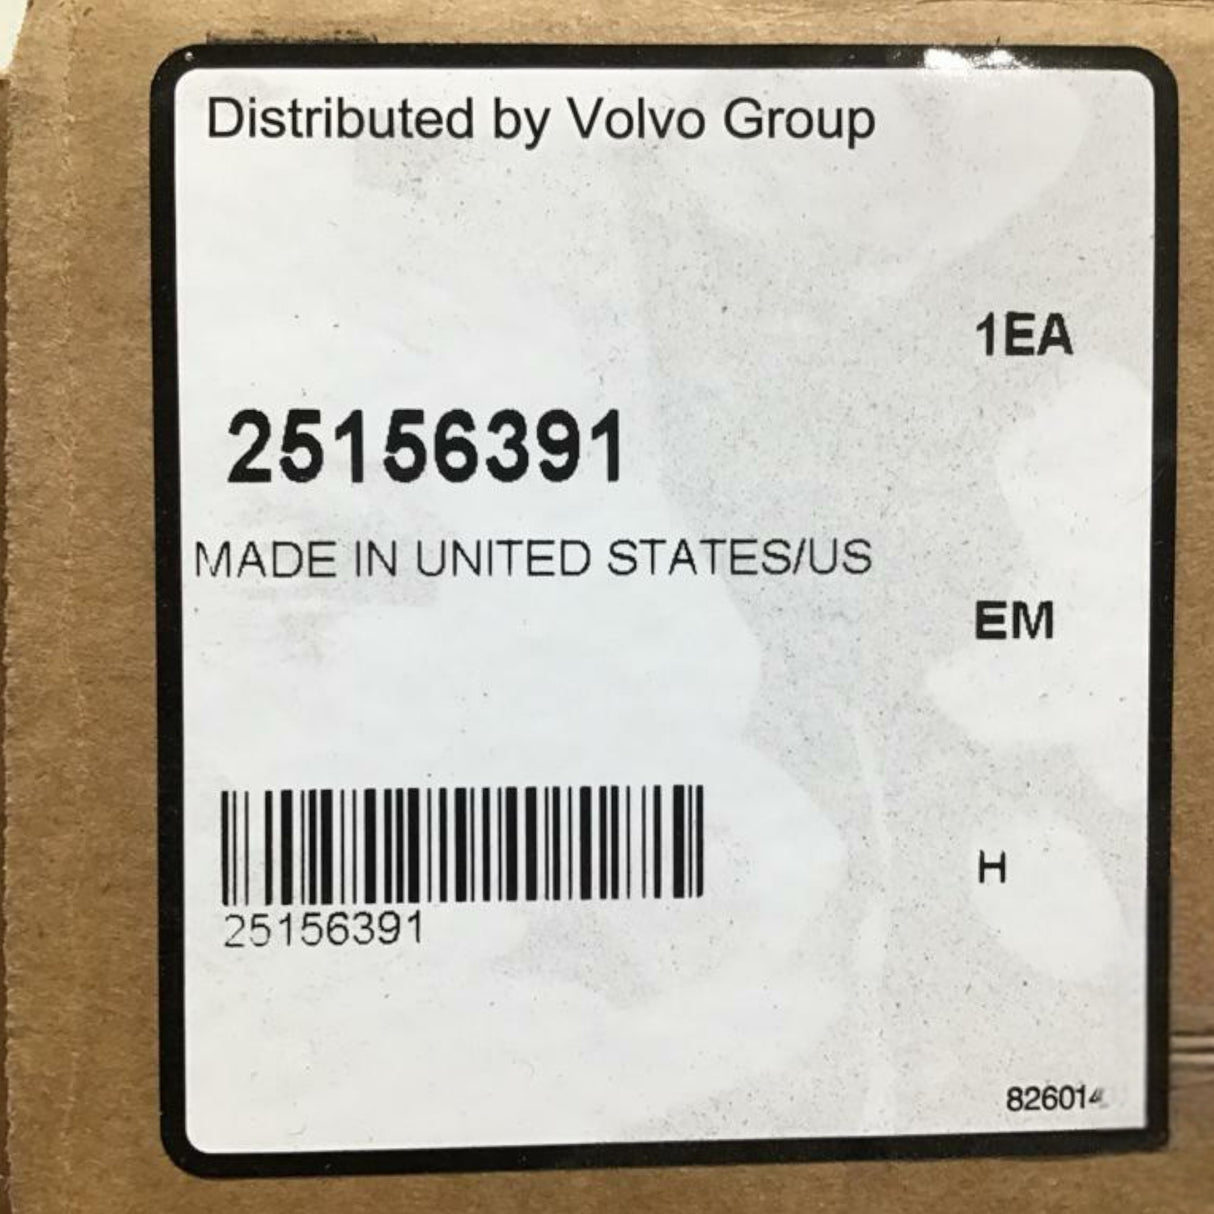 Distributed by Volvo Group
1EA
25156391
MADE IN UNITED STATES/US
EM
H
25156391
826014